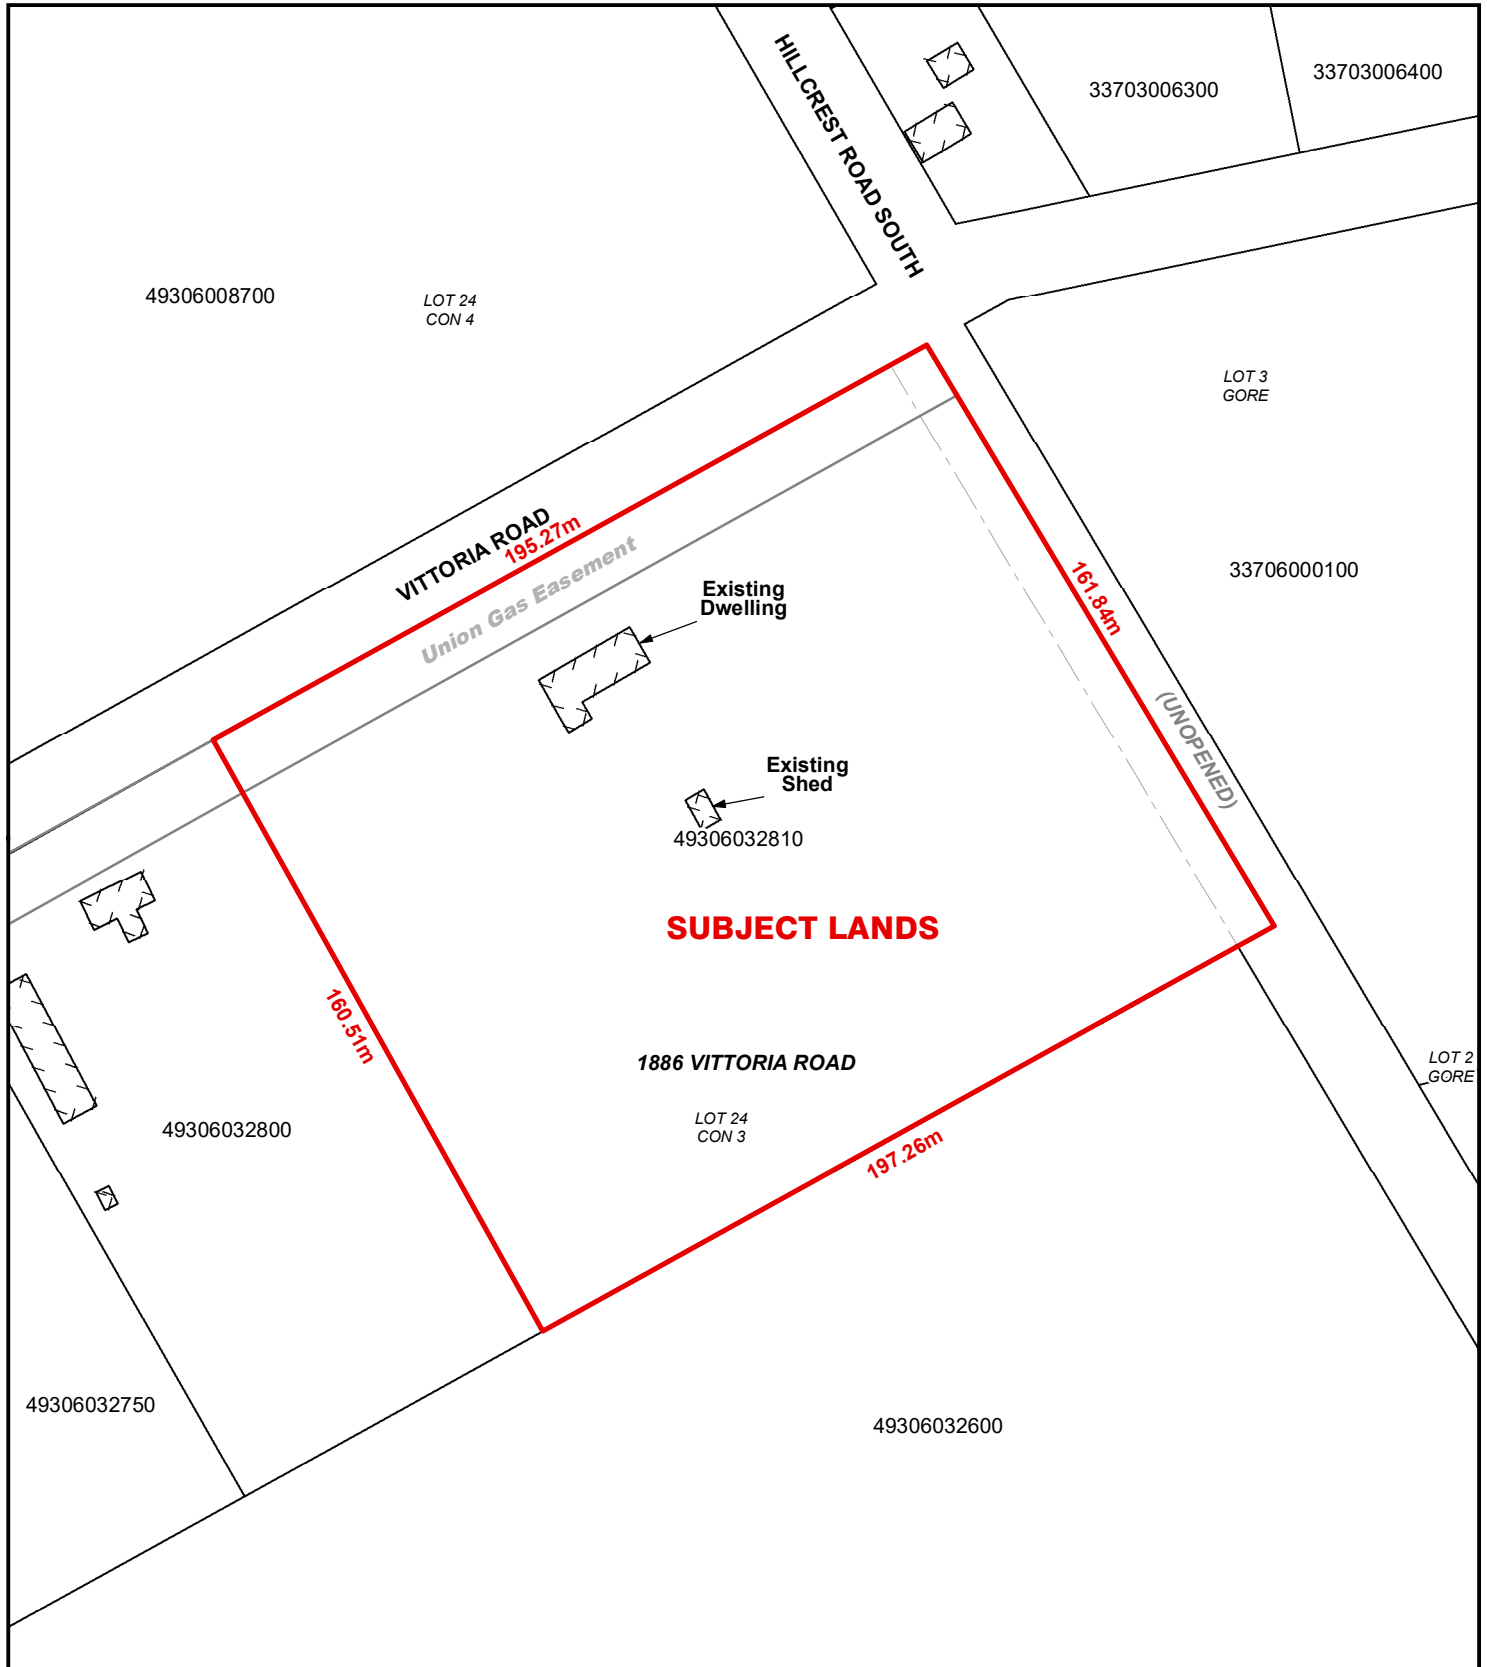 HILLCREST ROAD SOUTH
33703006300
33703006400
49306008700
LOT 24
CON 4
LOT 3
GORE
VITTORIA ROAD
195.27m
Union Gas Easement
Existing
Dwelling
161.84m
33706000100
(UNOPENED)
Existing
Shed
49306032810
SUBJECT LANDS
160.51m
1886 VITTORIA ROAD
LOT 2
GORE
LOT 24
CON 3
49306032800
197.26m
49306032750
49306032600